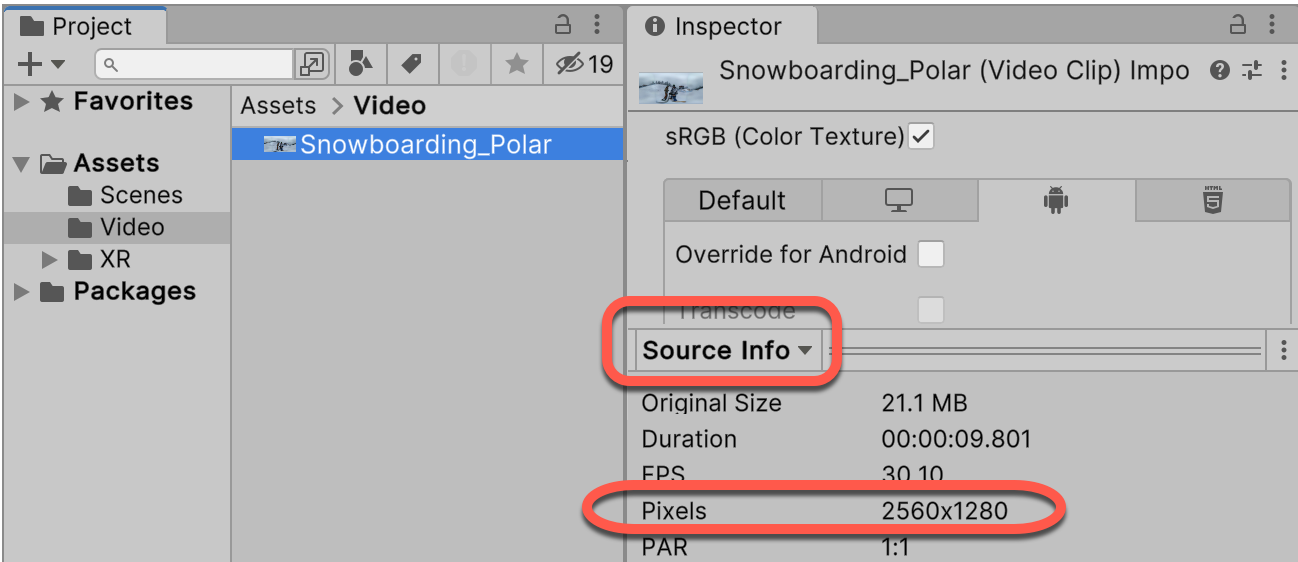 Project
19
Favorites
Assets
Scenes
Video
XR
Packages
Assets > Video
Snowboarding_Polar
Inspector
Snowboarding_Polar (Video Clip) Impo
sRGB (Color Texture)
Default
HTML
5
Override for Android
Transcode
Source Info
Original Size 21.1 MB
Duration 00:00:09.801
FPS 30.10
Pixels 2560x1280
PAR 1:1